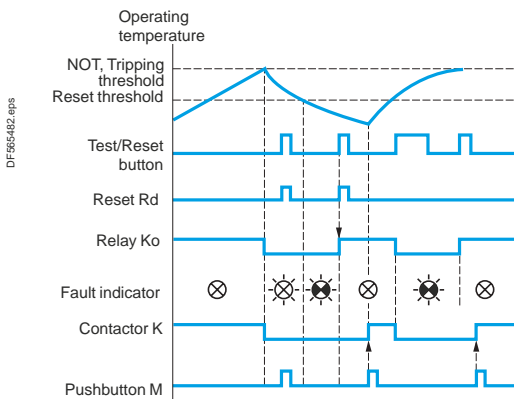 Operating
temperature
NOT, Tripping
threshold
Reset threshold
DF565482.eps
Test/Reset
button
Reset Rd
Relay Ko
Fault indicator
Contactor K
Pushbutton M